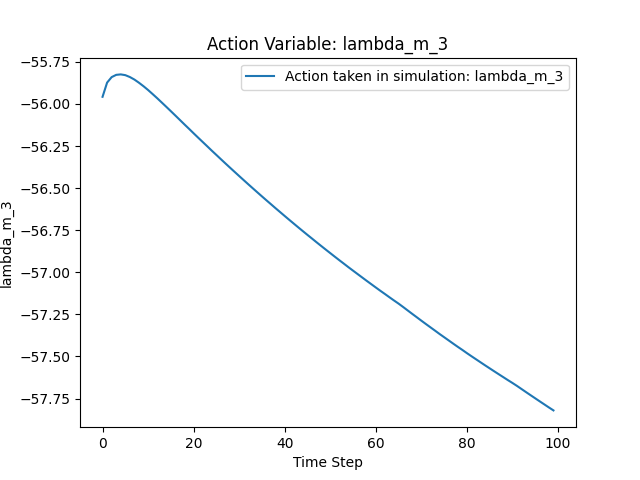 Action Variable: lambda_m_3
Action taken in simulation: lambda_m_3
−55.75
−56.00
−56.25
−56.50
−56.75
−57.00
−57.25
−57.50
−57.75
lambda_m_3
0 20 40 60 80 100
Time Step